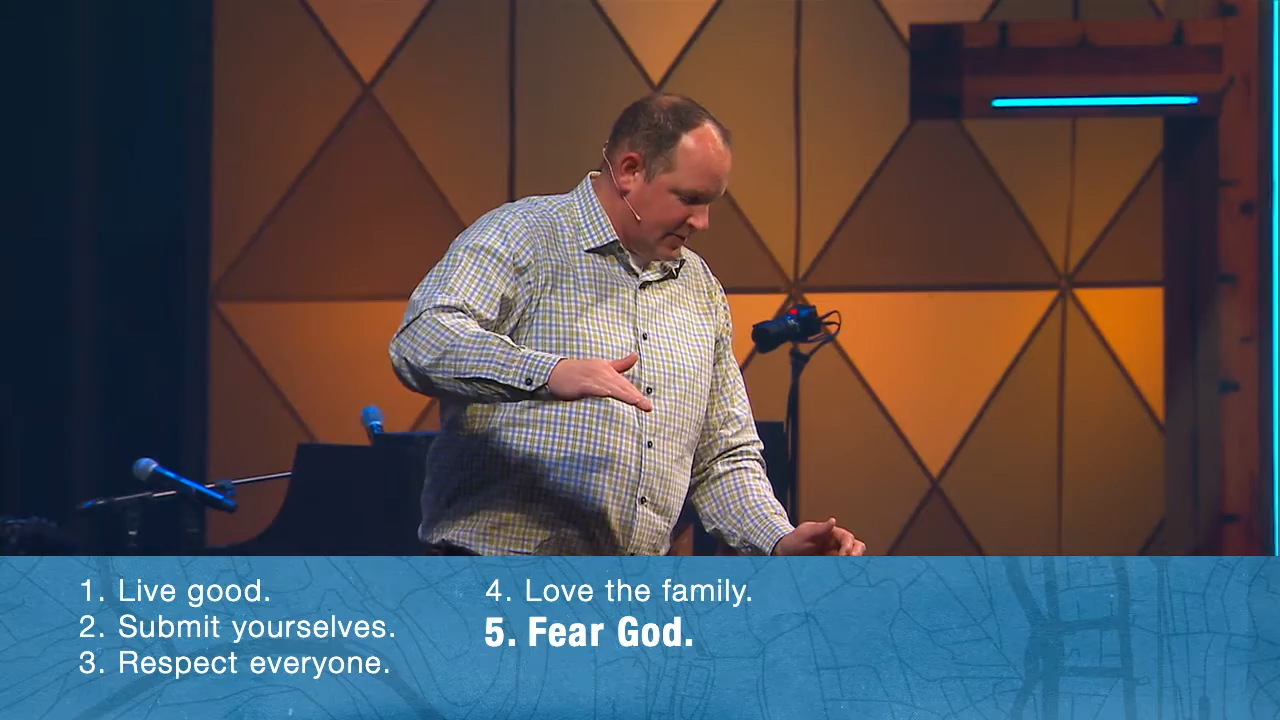 1. Live good.
2. Submit yourselves.
3. Respect everyone.
4. Love the family.
5. Fear God.